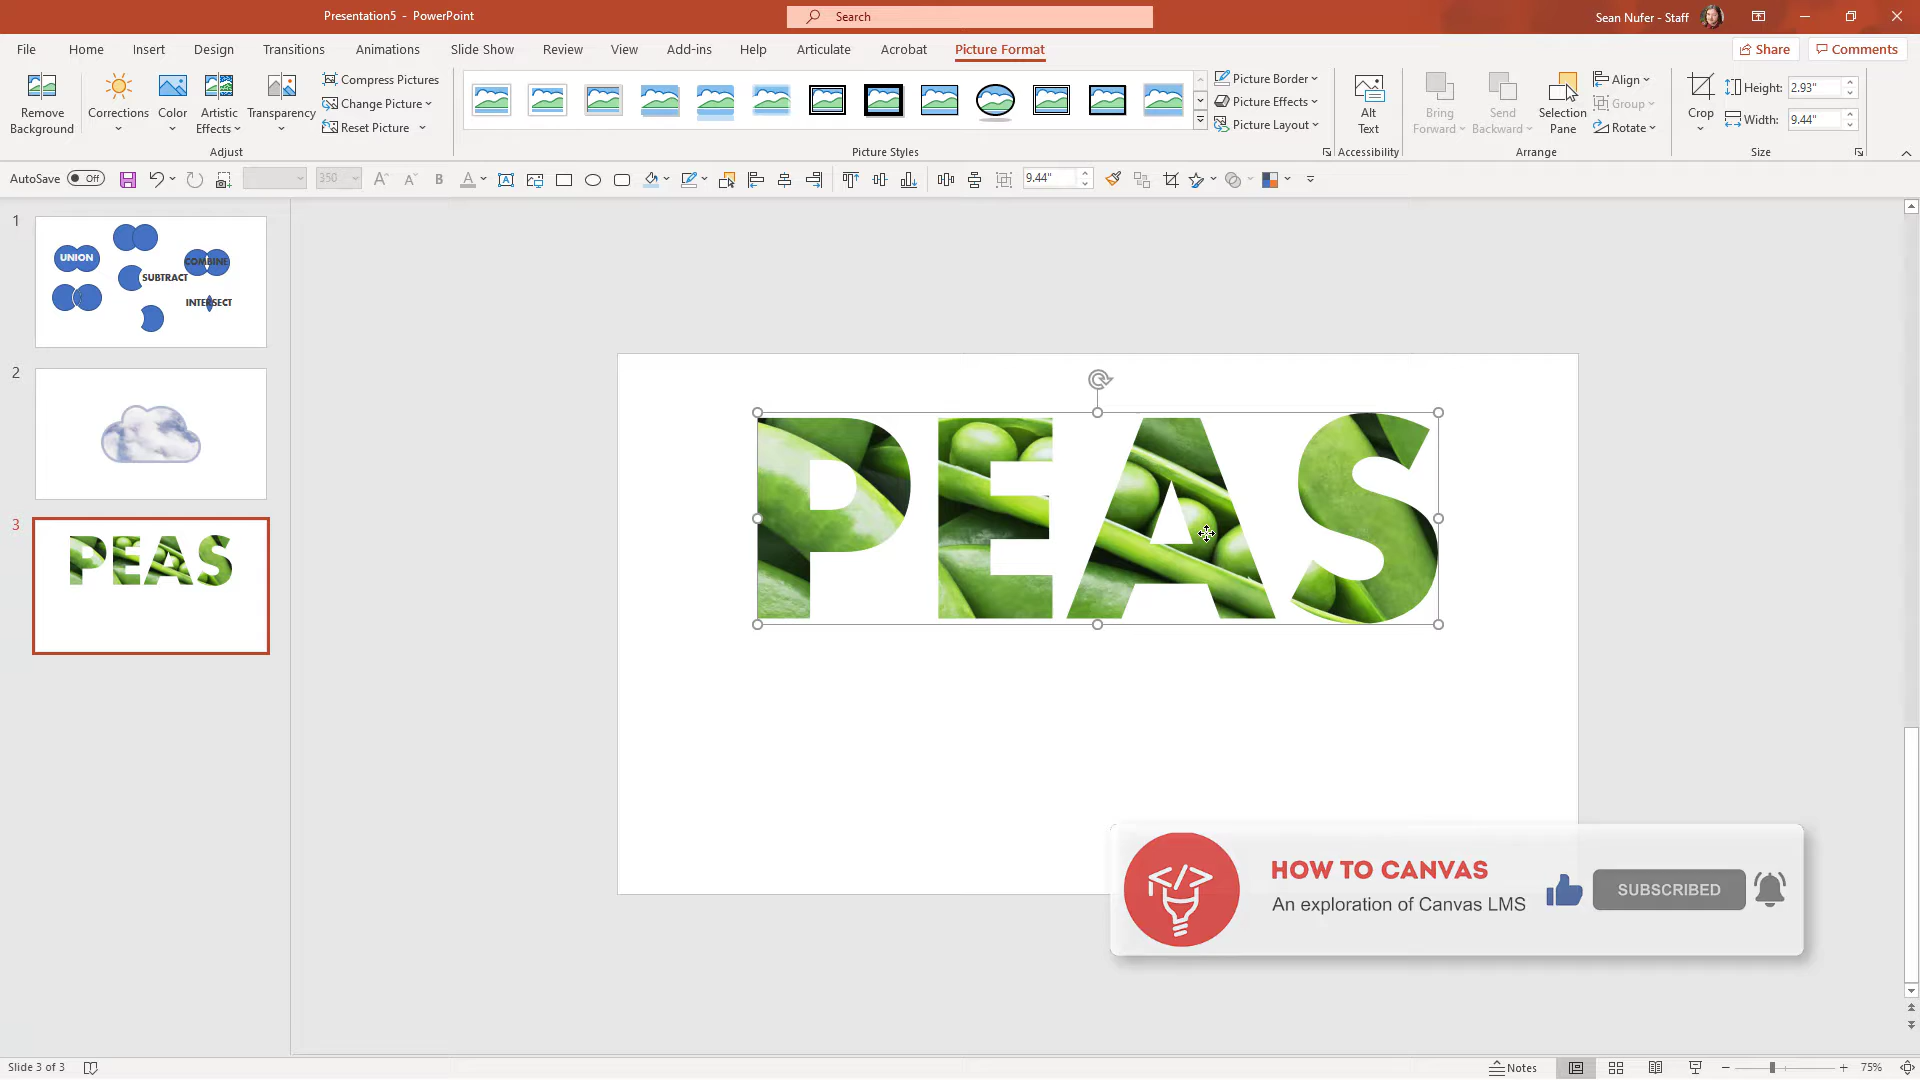 Presentation5 - PowerPoint
Search
Sean Nufer - Staff
File Home Insert Design Transitions Animations Slide Show Review View Add-ins Help Articulate Acrobat Picture Format
Share Comments
Remove Background
Corrections
Color
Artistic Effects
Transparency
Compress Pictures
Change Picture
Reset Picture
Adjust
Picture Styles
Picture Border
Picture Effects
Picture Layout
Alt Text
Accessibility
Bring Forward
Send Backward
Selection Pane
Align
Group
Rotate
Arrange
Crop
Height: 2.93"
Width: 9.44"
Size
AutoSave Off
350
B
A
9.44"
1
UNION
COMBINE
SUBTRACT
INTERSECT
2
3
PEAS
PEAS
HOW TO CANVAS
An exploration of Canvas LMS
SUBSCRIBED
Slide 3 of 3
Notes
75%